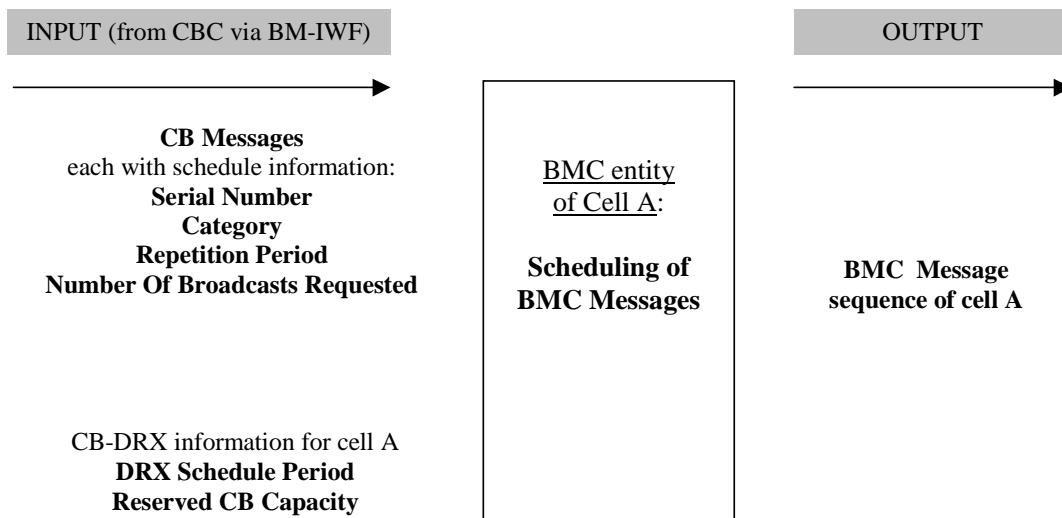 INPUT (from CBC via BM-IWF)
OUTPUT
CB Messages
each with schedule information:
Serial Number
Category
Repetition Period
Number Of Broadcasts Requested
CB-DRX information for cell A
DRX Schedule Period
Reserved CB Capacity
BMC entity
of Cell A:
Scheduling of
BMC Messages
BMC Message
sequence of cell A